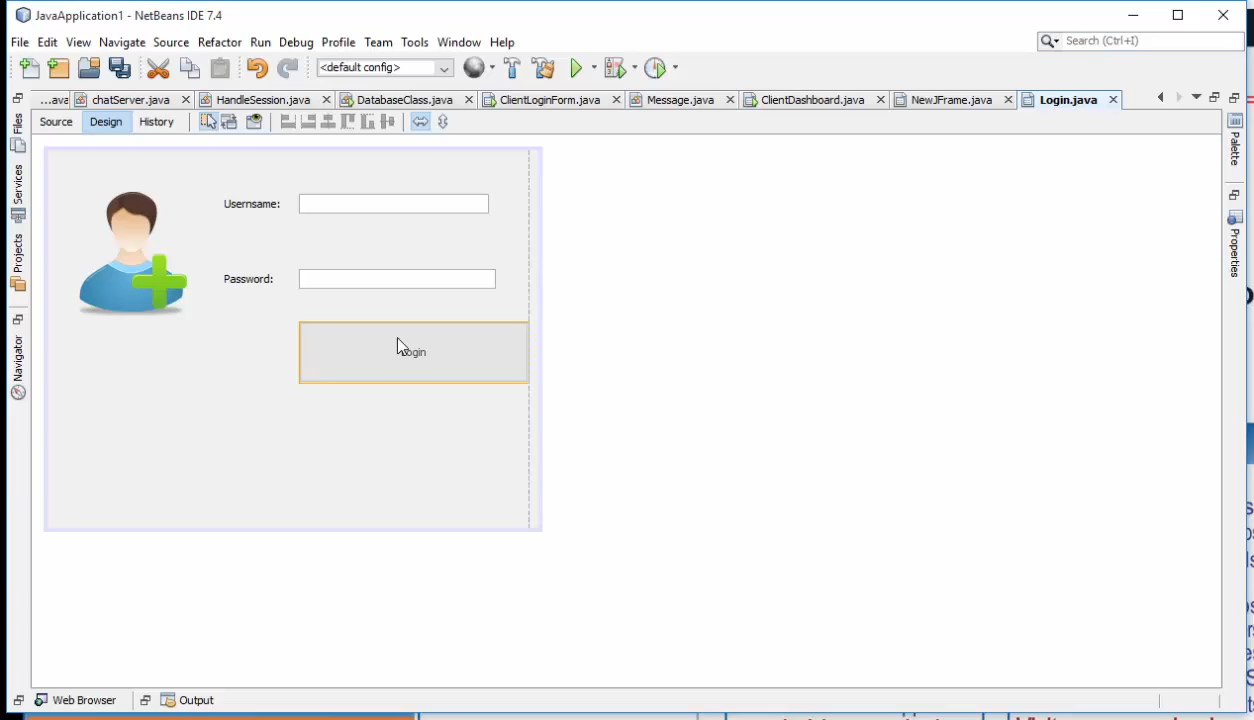 JavaApplication1 - NetBeans IDE 7.4
File Edit View Navigate Source Refactor Run Debug Profile Team Tools Window Help
Search (Ctrl+I)
<default config>
...ava chatServer.java HandleSession.java DatabaseClass.java ClientLoginForm.java Message.java ClientDashboard.java NewJFrame.java Login.java
Source Design History
Files
Services
Projects
Navigator
Palette
Properties
Usernsame:
Password:
Login
Web Browser Output